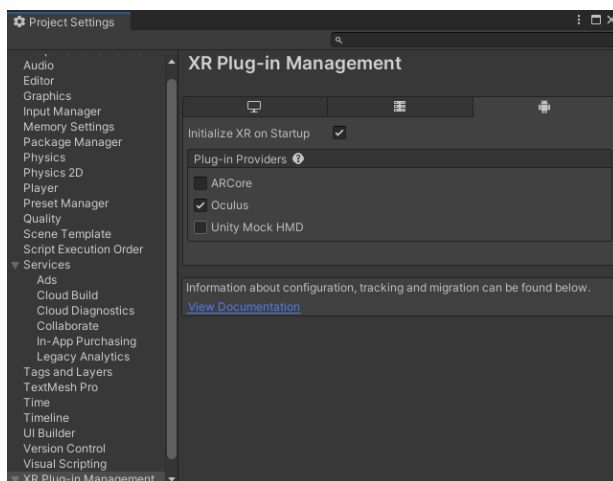 Project Settings
XR Plug-in Management
Audio
Editor
Graphics
Input Manager
Memory Settings
Package Manager
Physics
Physics 2D
Player
Preset Manager
Quality
Scene Template
Script Execution Order
Services
Ads
Cloud Build
Cloud Diagnostics
Collaborate
In-App Purchasing
Legacy Analytics
Tags and Layers
TextMesh Pro
Time
Timeline
UI Builder
Version Control
Visual Scripting
XR Plug-in Management
Initialize XR on Startup
Plug-in Providers
ARCore
Oculus
Unity Mock HMD
Information about configuration, tracking and migration can be found below.
View Documentation